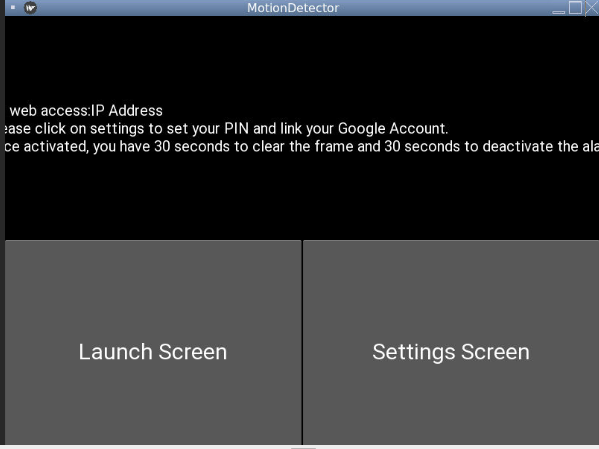 MotionDetector
web access:IP Address
ease click on settings to set your PIN and link your Google Account.
ce activated, you have 30 seconds to clear the frame and 30 seconds to deactivate the ala
Launch Screen
Settings Screen